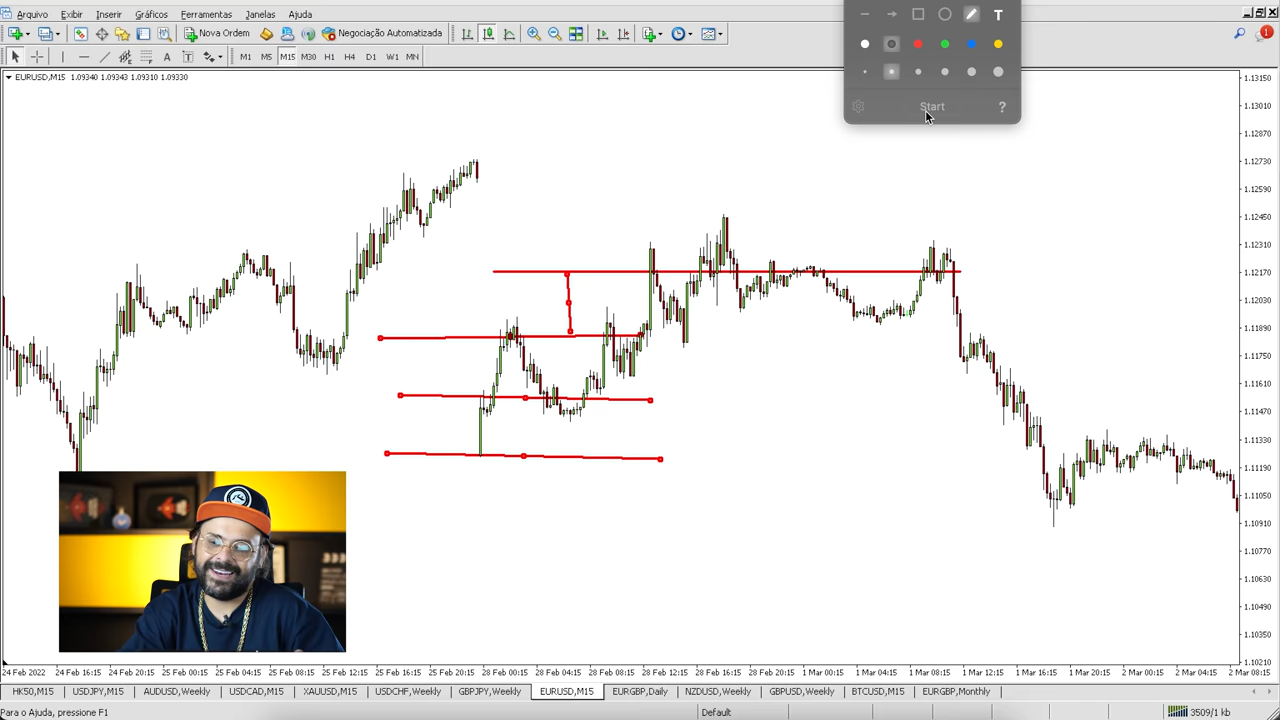 Arquivo Exibir Inserir Gráficos Ferramentas Janelas Ajuda
Nova Ordem Negociação Automatizada
A T M1 M5 M15 M30 H1 H4 D1 W1 MN
T
Start ?
1
EURUSD,M15 1.09340 1.09343 1.09310 1.09330
1.13150
1.13010
1.12870
1.12730
1.12590
1.12450
1.12310
1.12170
1.12030
1.11890
1.11750
1.11610
1.11470
1.11330
1.11190
1.11050
1.10910
1.10770
1.10630
1.10490
1.10350
1.10210
24 Feb 2022 24 Feb 16:15 24 Feb 20:15 25 Feb 00:15 25 Feb 04:15 25 Feb 08:15 25 Feb 12:15 25 Feb 16:15 25 Feb 20:15 28 Feb 00:15 28 Feb 04:15 28 Feb 08:15 28 Feb 12:15 28 Feb 16:15 28 Feb 20:15 1 Mar 00:15 1 Mar 04:15 1 Mar 08:15 1 Mar 12:15 1 Mar 16:15 1 Mar 20:15 2 Mar 00:15 2 Mar 04:15 2 Mar 08:15
HK50,M15 USDJPY,M15 AUDUSD,Weekly USDCAD,M15 XAUUSD,M15 USDCHF,Weekly GBPJPY,Weekly EURUSD,M15 EURGBP,Daily NZDUSD,Weekly GBPUSD,Weekly BTCUSD,M15 EURGBP,Monthly
Para o Ajuda, pressione F1 Default 3509/1 kb